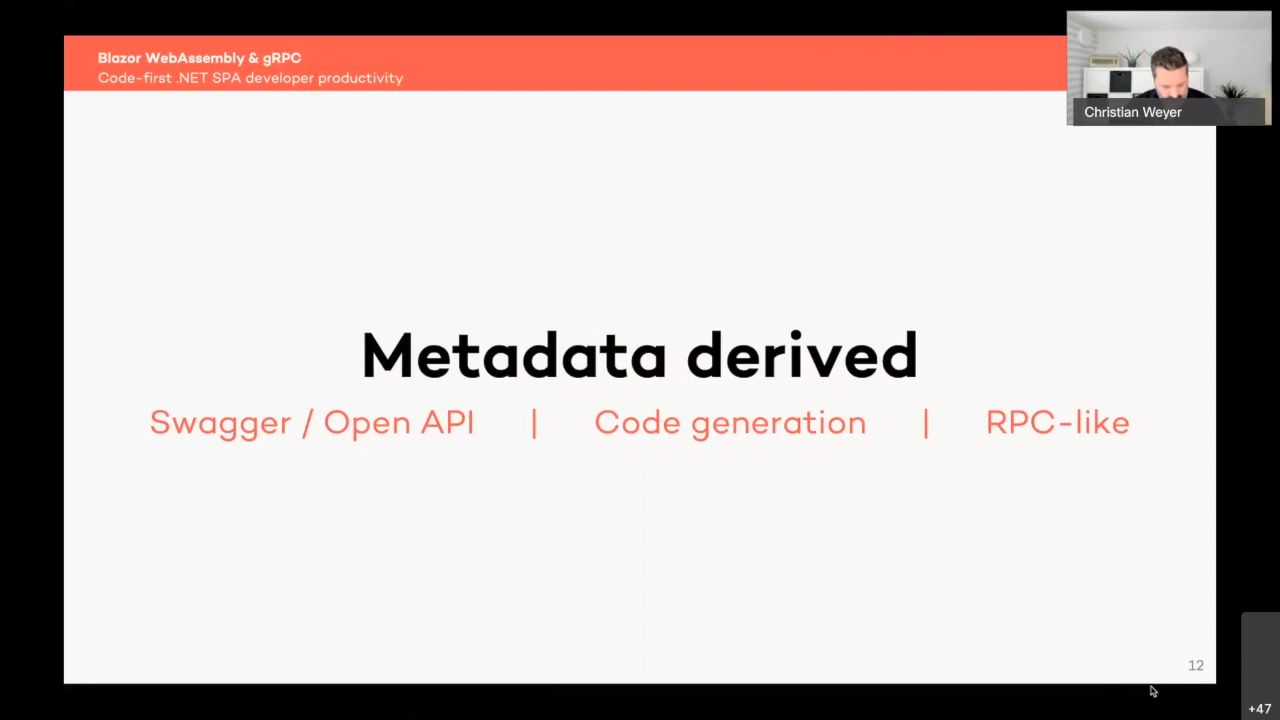 Blazor WebAssembly & gRPC
Code-first .NET SPA developer productivity
Christian Weyer
Metadata derived
Swagger / Open API | Code generation | RPC-like
12
+47